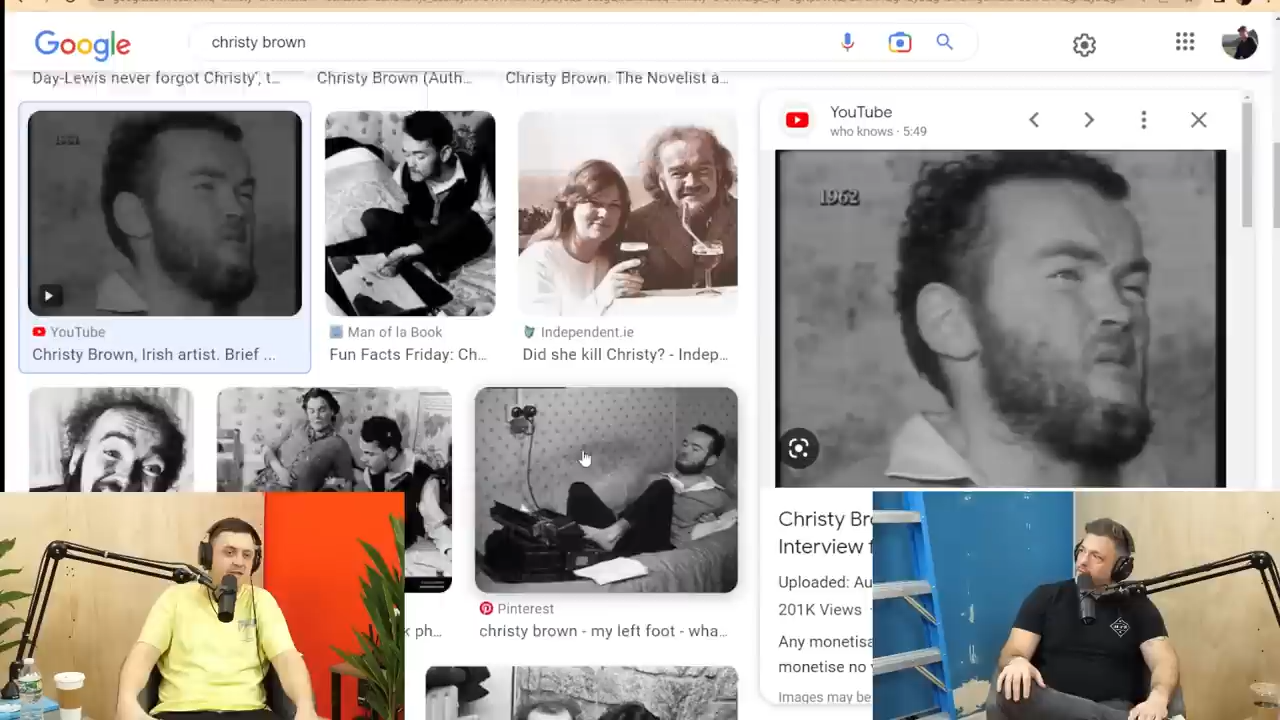 Google
christy brown
Day-Lewis never forgot Christy', t...
Christy Brown (Auth...
Christy Brown. The Novelist a...
YouTube
Christy Brown, Irish artist. Brief ...
Man of la Book
Fun Facts Friday: Ch...
Independent.ie
Did she kill Christy? - Indep...
k ph...
Pinterest
christy brown - my left foot - wha...
YouTube
who knows · 5:49
1962
Christy Br
Interview f
Uploaded: Au
201K Views
Any monetisa
monetise no
Images may be